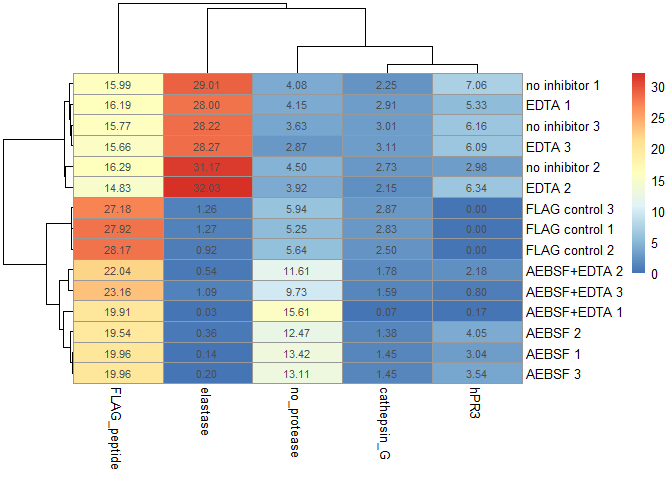 15.99 29.01 4.08 2.25 7.06 no inhibitor 1
16.19 28.00 4.15 2.91 5.33 EDTA 1
15.77 28.22 3.63 3.01 6.16 no inhibitor 3
15.66 28.27 2.87 3.11 6.09 EDTA 3
16.29 31.17 4.50 2.73 2.98 no inhibitor 2
14.83 32.03 3.92 2.15 6.34 EDTA 2
27.18 1.26 5.94 2.87 0.00 FLAG control 3
27.92 1.27 5.25 2.83 0.00 FLAG control 1
28.17 0.92 5.64 2.50 0.00 FLAG control 2
22.04 0.54 11.61 1.78 2.18 AEBSF+EDTA 2
23.16 1.09 9.73 1.59 0.80 AEBSF+EDTA 3
19.91 0.03 15.61 0.07 0.17 AEBSF+EDTA 1
19.54 0.36 12.47 1.38 4.05 AEBSF 2
19.96 0.14 13.42 1.45 3.04 AEBSF 1
19.96 0.20 13.11 1.45 3.54 AEBSF 3
FLAG_peptide
elastase
no_protease
cathepsin_G
hPR3
30
25
20
15
10
5
0